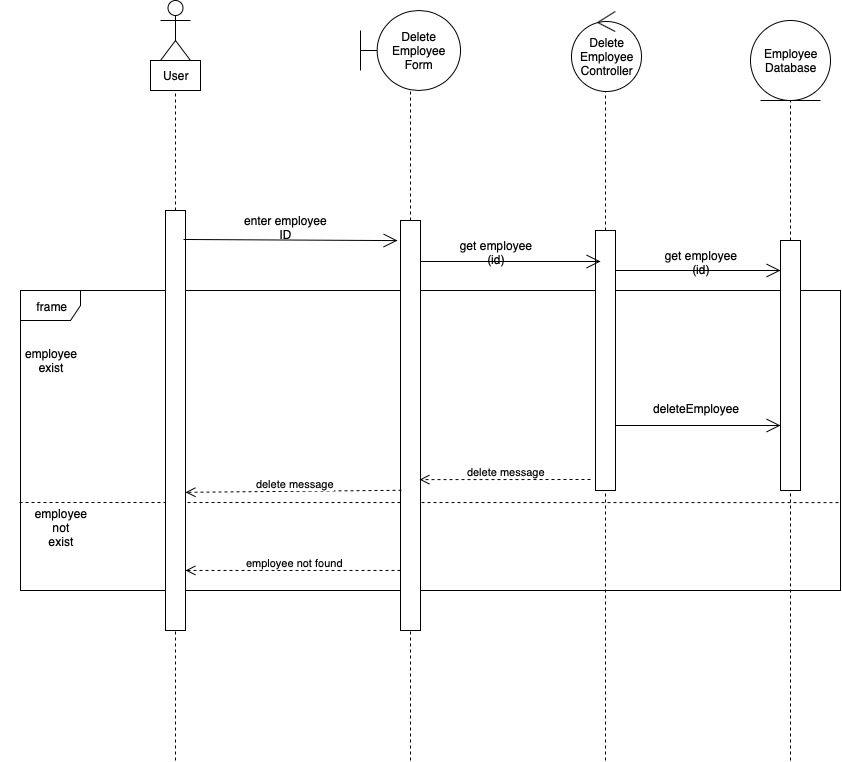 User
Delete
Employee
Form
Delete
Employee
Controller
Employee
Database
enter employee
ID
get employee
(id)
get employee
(id)
frame
employee
exist
deleteEmployee
delete message
delete message
employee
not
exist
employee not found